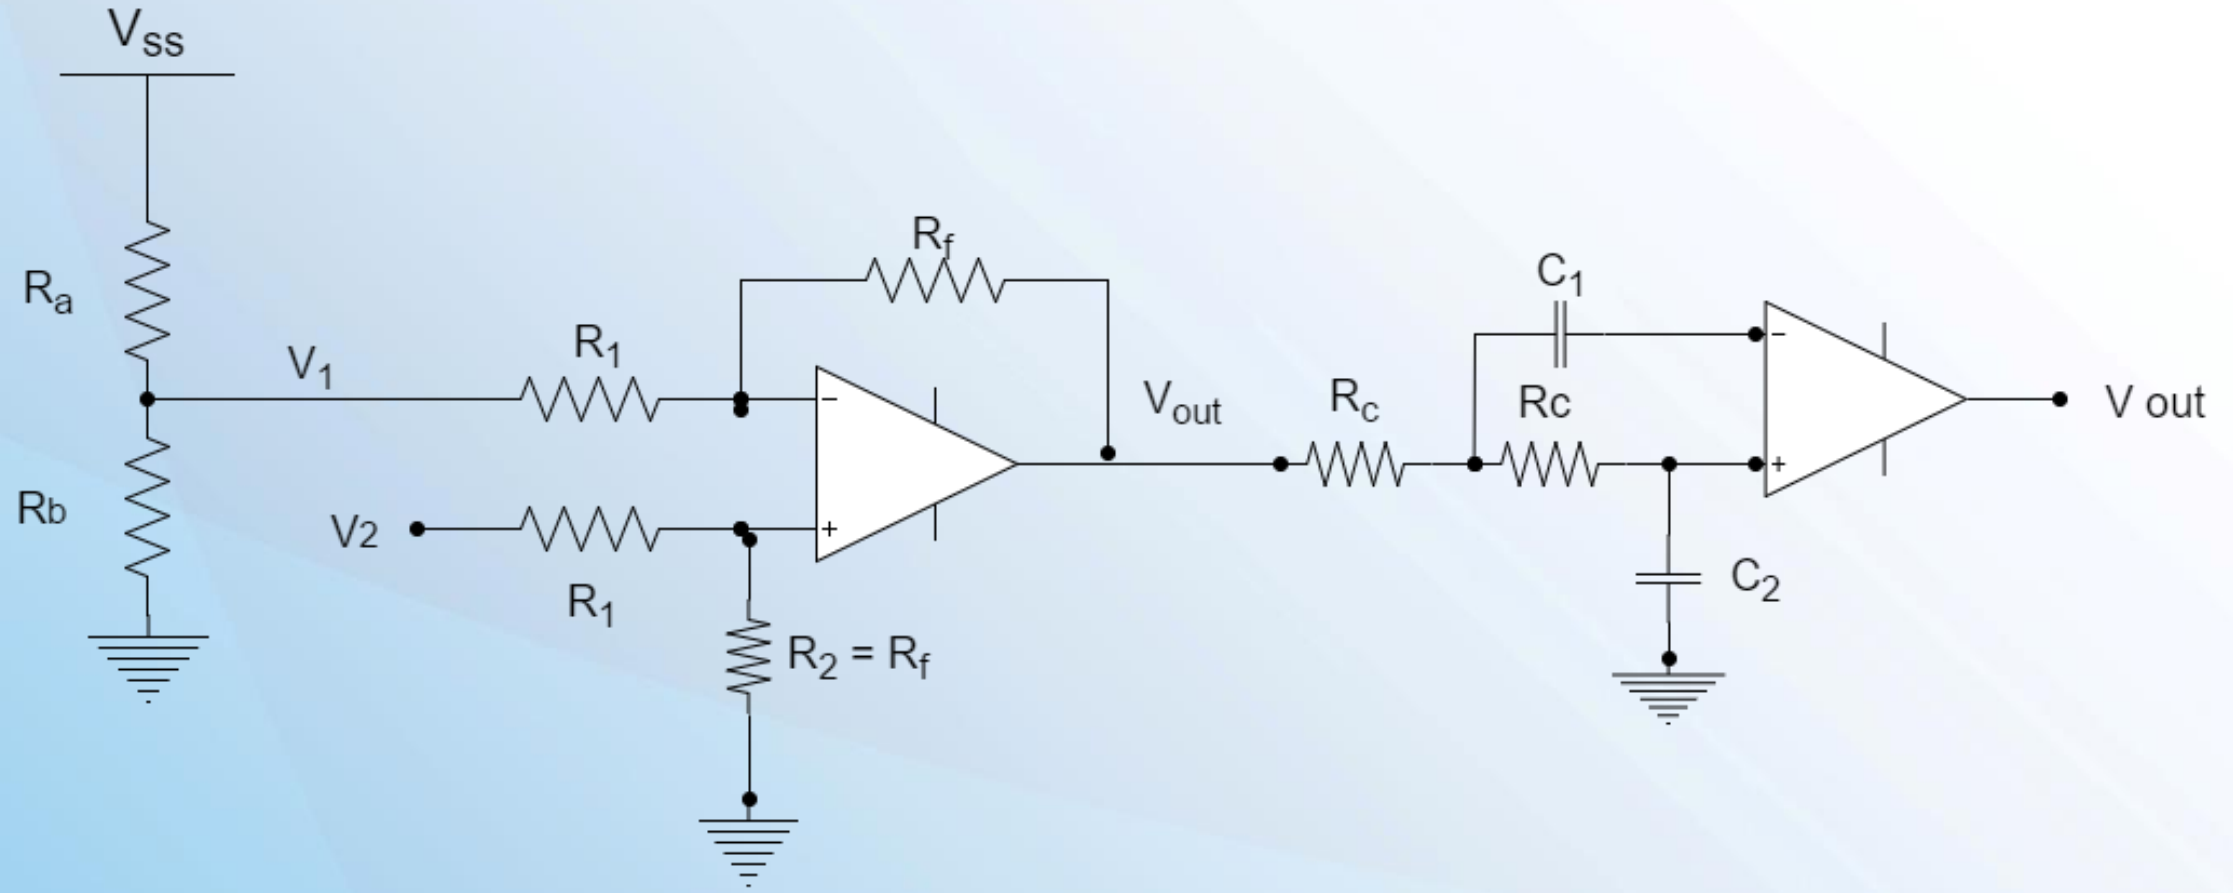 Vss
Ra
Rb
V1
R1
Rf
−
+
V2
R1
R2 = Rf
Vout
Rc
C1
Rc
−
+
C2
V out